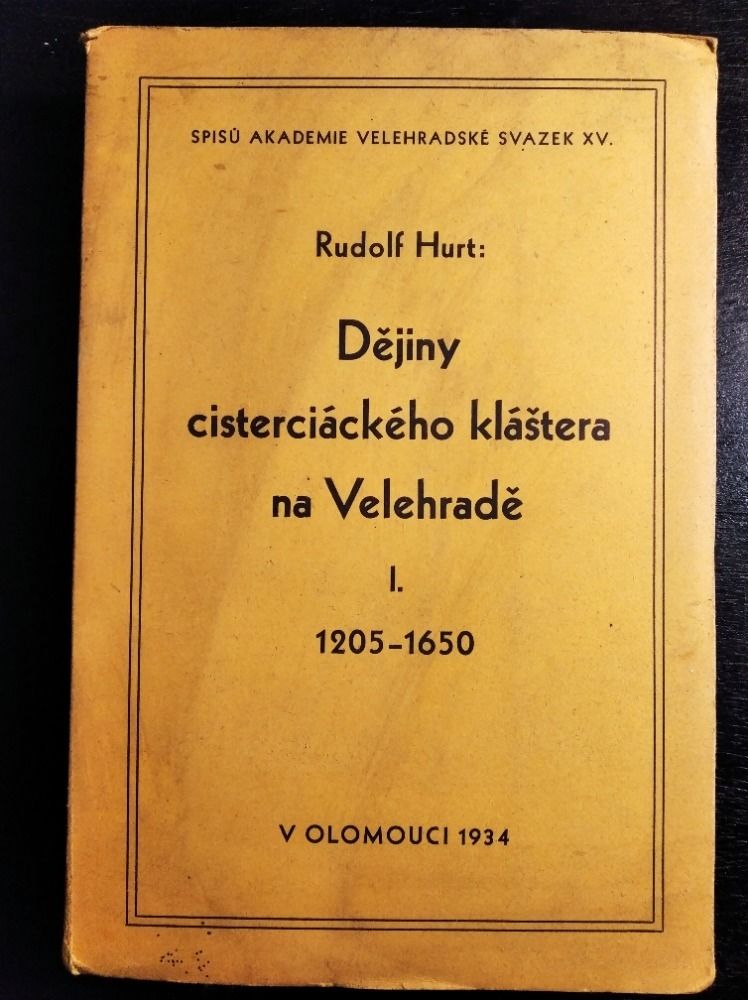 SPISŮ AKADEMIE VELEHRADSKÉ SVAZEK XV.
Rudolf Hurt:
Dějiny
cisterciáckého kláštera
na Velehradě
I.
1205–1650
V OLOMOUCI 1934